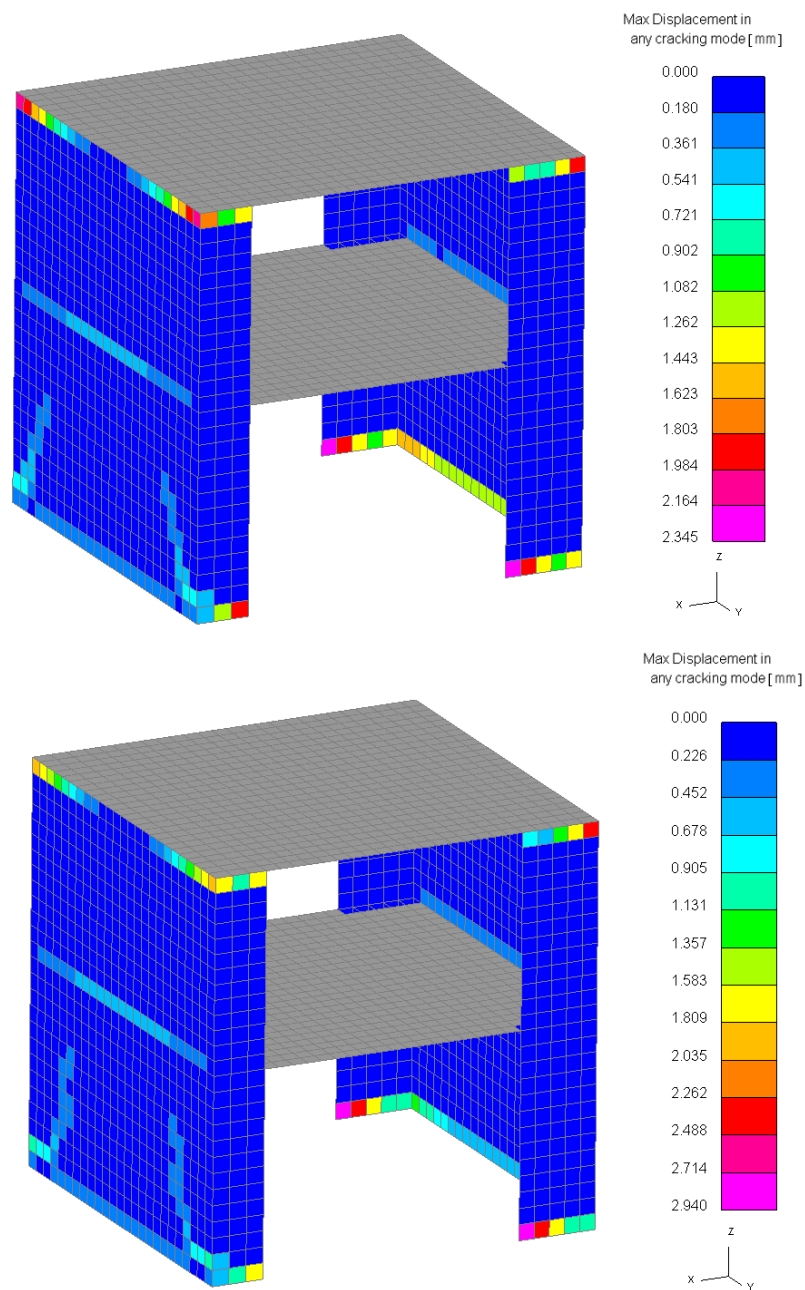 Max Displacement in
any cracking mode [ mm ]
0.000
0.180
0.361
0.541
0.721
0.902
1.082
1.262
1.443
1.623
1.803
1.984
2.164
2.345
Z
X
Y
Max Displacement in
any cracking mode [ mm ]
0.000
0.226
0.452
0.678
0.905
1.131
1.357
1.583
1.809
2.035
2.262
2.488
2.714
2.940
Z
X
Y